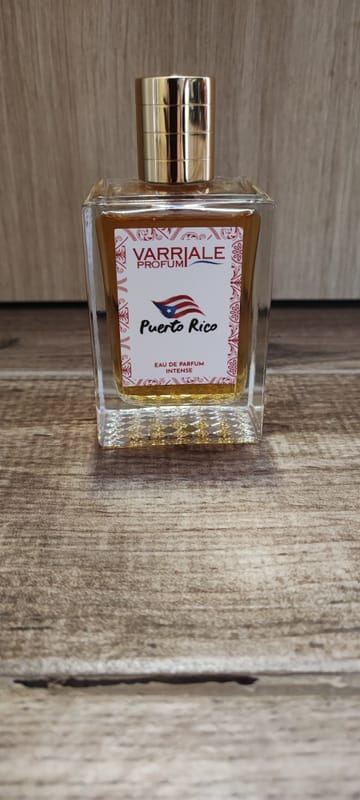 VARRIALE
PROFUMI
Puerto Rico
EAU DE PARFUM
INTENSE